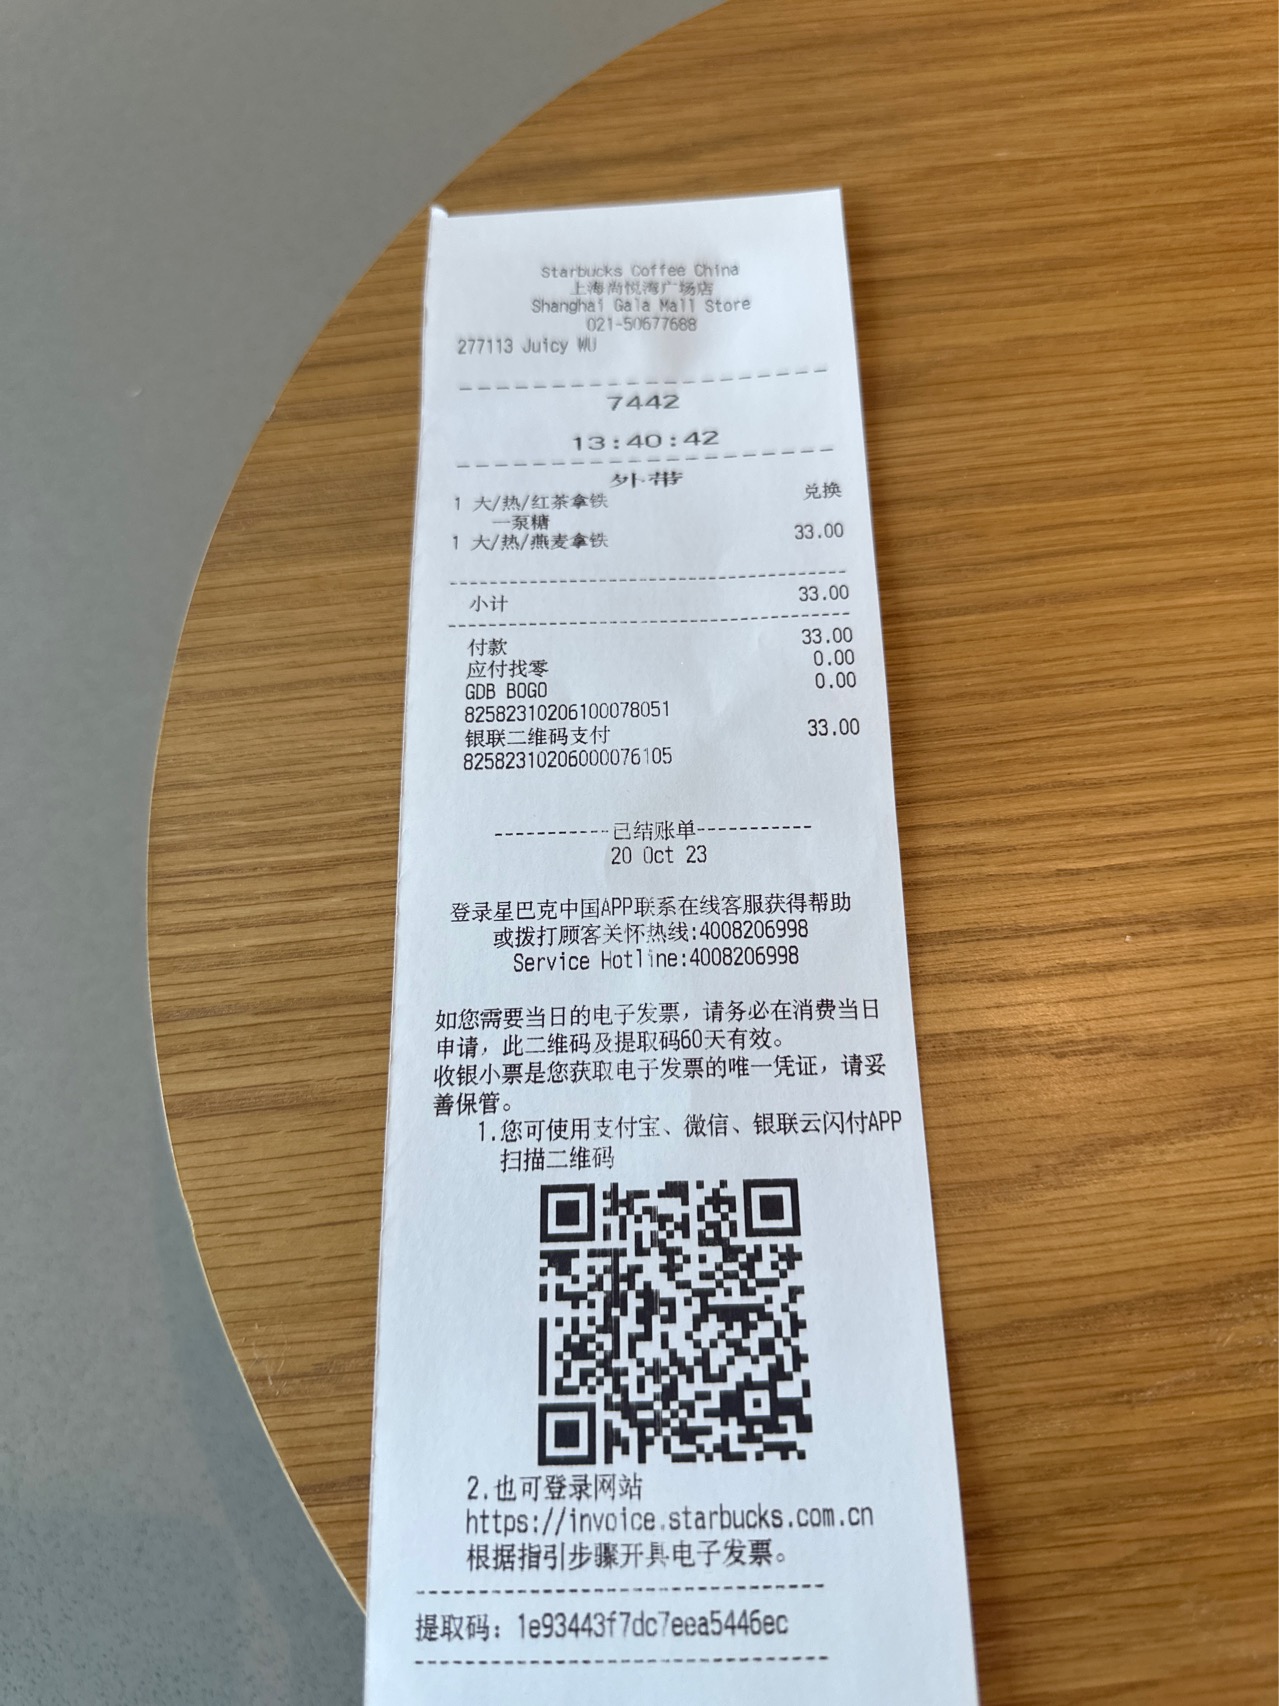 Starbucks Coffee China
上海尚悦湾广场店
Shanghai Gala Mall Store
021-50677688
277113 Juicy WU
7442
13:40:42
外带
1 大/热/红茶拿铁 兑换
一泵糖
1 大/热/燕麦拿铁 33.00
小计 33.00
付款 33.00
应付找零 0.00
GDB BOGO 0.00
82582310206100078051
银联二维码支付 33.00
82582310206000076105
-----------已结账单-----------
20 Oct 23
登录星巴克中国APP联系在线客服获得帮助
或拨打顾客关怀热线:4008206998
Service Hotline:4008206998
如您需要当日的电子发票，请务必在消费当日
申请，此二维码及提取码60天有效。
收银小票是您获取电子发票的唯一凭证，请妥
善保管。
1.您可使用支付宝、微信、银联云闪付APP
扫描二维码
2.也可登录网站
https://invoice.starbucks.com.cn
根据指引步骤开具电子发票。
提取码：1e93443f7dc7eea5446ec